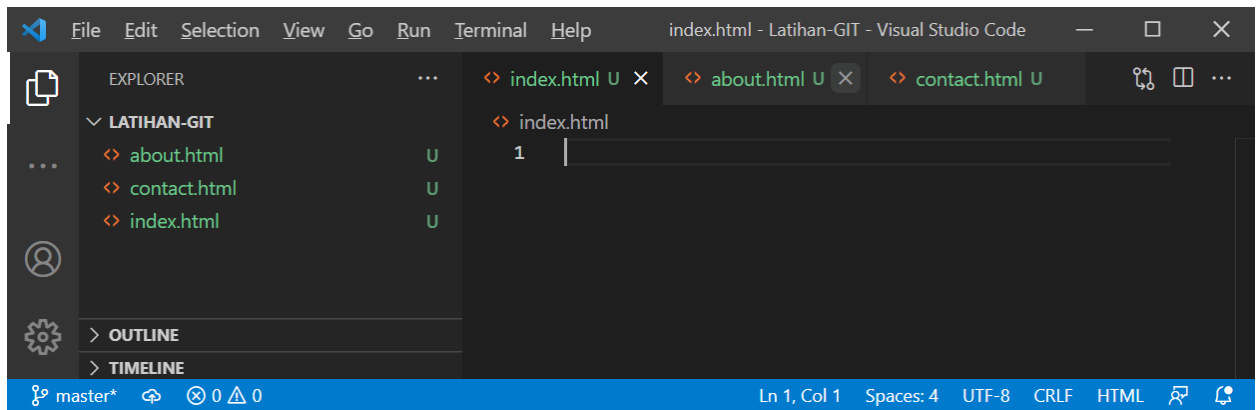 File Edit Selection View Go Run Terminal Help index.html - Latihan-GIT - Visual Studio Code
EXPLORER
index.html U about.html U contact.html U
LATIHAN-GIT
index.html
about.html U
1
contact.html U
index.html U
OUTLINE
TIMELINE
master* 0 0 Ln 1, Col 1 Spaces: 4 UTF-8 CRLF HTML